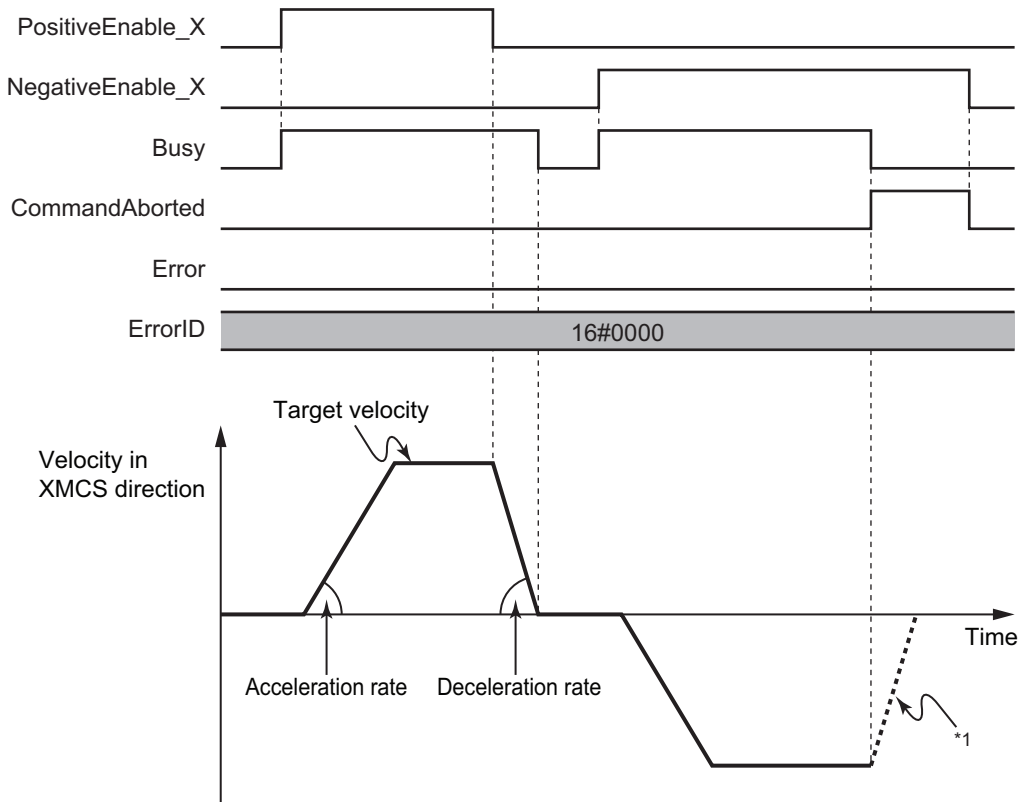 PositiveEnable_X
NegativeEnable_X
Busy
CommandAborted
Error
ErrorID
16#0000
Target velocity
Velocity in
XMCS direction
Time
Acceleration rate
Deceleration rate
*1